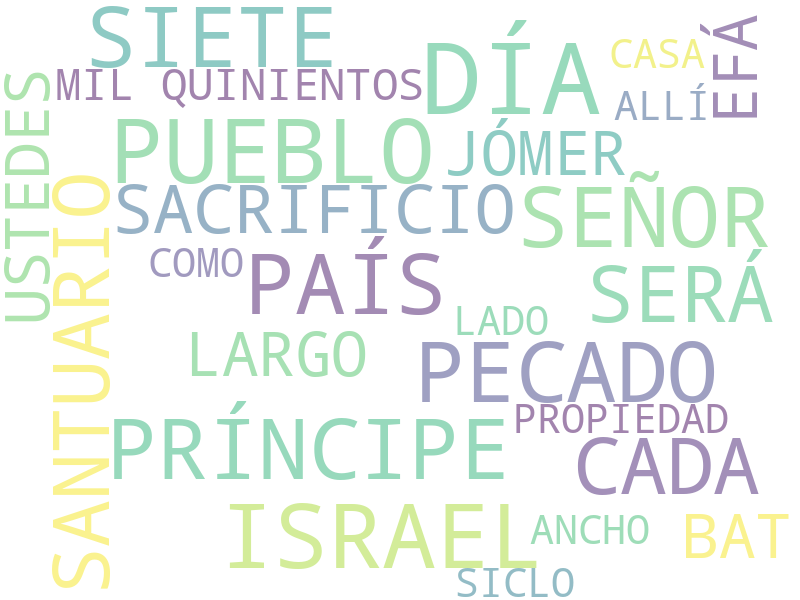 SIETE
CASA
EFÁ
DÍA
MIL QUINIENTOS
ALLÍ
USTEDES
PUEBLO
JÓMER
SANTUARIO
SACRIFICIO
SEÑOR
COMO
PAÍS
SERÁ
LADO
LARGO
PECADO
PRÍNCIPE
PROPIEDAD
CADA
ISRAEL
ANCHO
BAT
SICLO